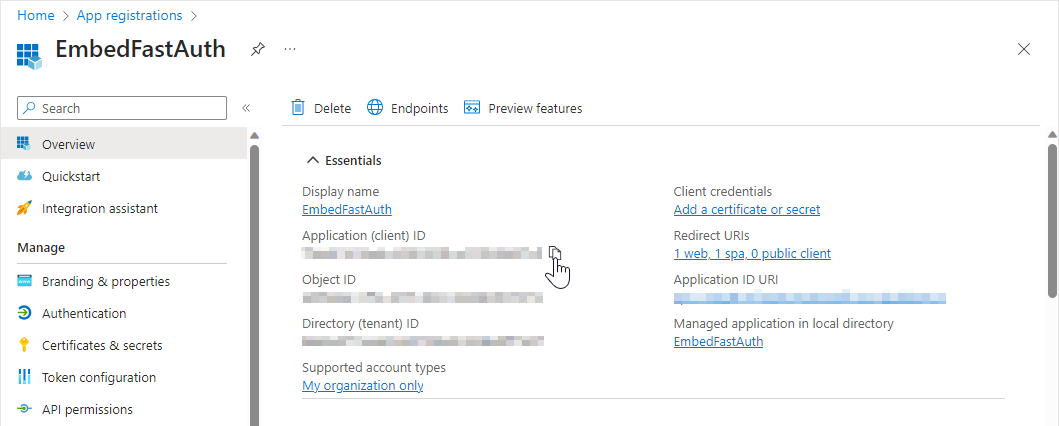 Home > App registrations >
EmbedFastAuth ...
Search «
Overview
Quickstart
Integration assistant
Manage
Branding & properties
Authentication
Certificates & secrets
Token configuration
API permissions
Delete Endpoints Preview features
Essentials
Display name
EmbedFastAuth
Application (client) ID
Object ID
Directory (tenant) ID
Supported account types
My organization only
Client credentials
Add a certificate or secret
Redirect URIs
1 web, 1 spa, 0 public client
Application ID URI
Managed application in local directory
EmbedFastAuth